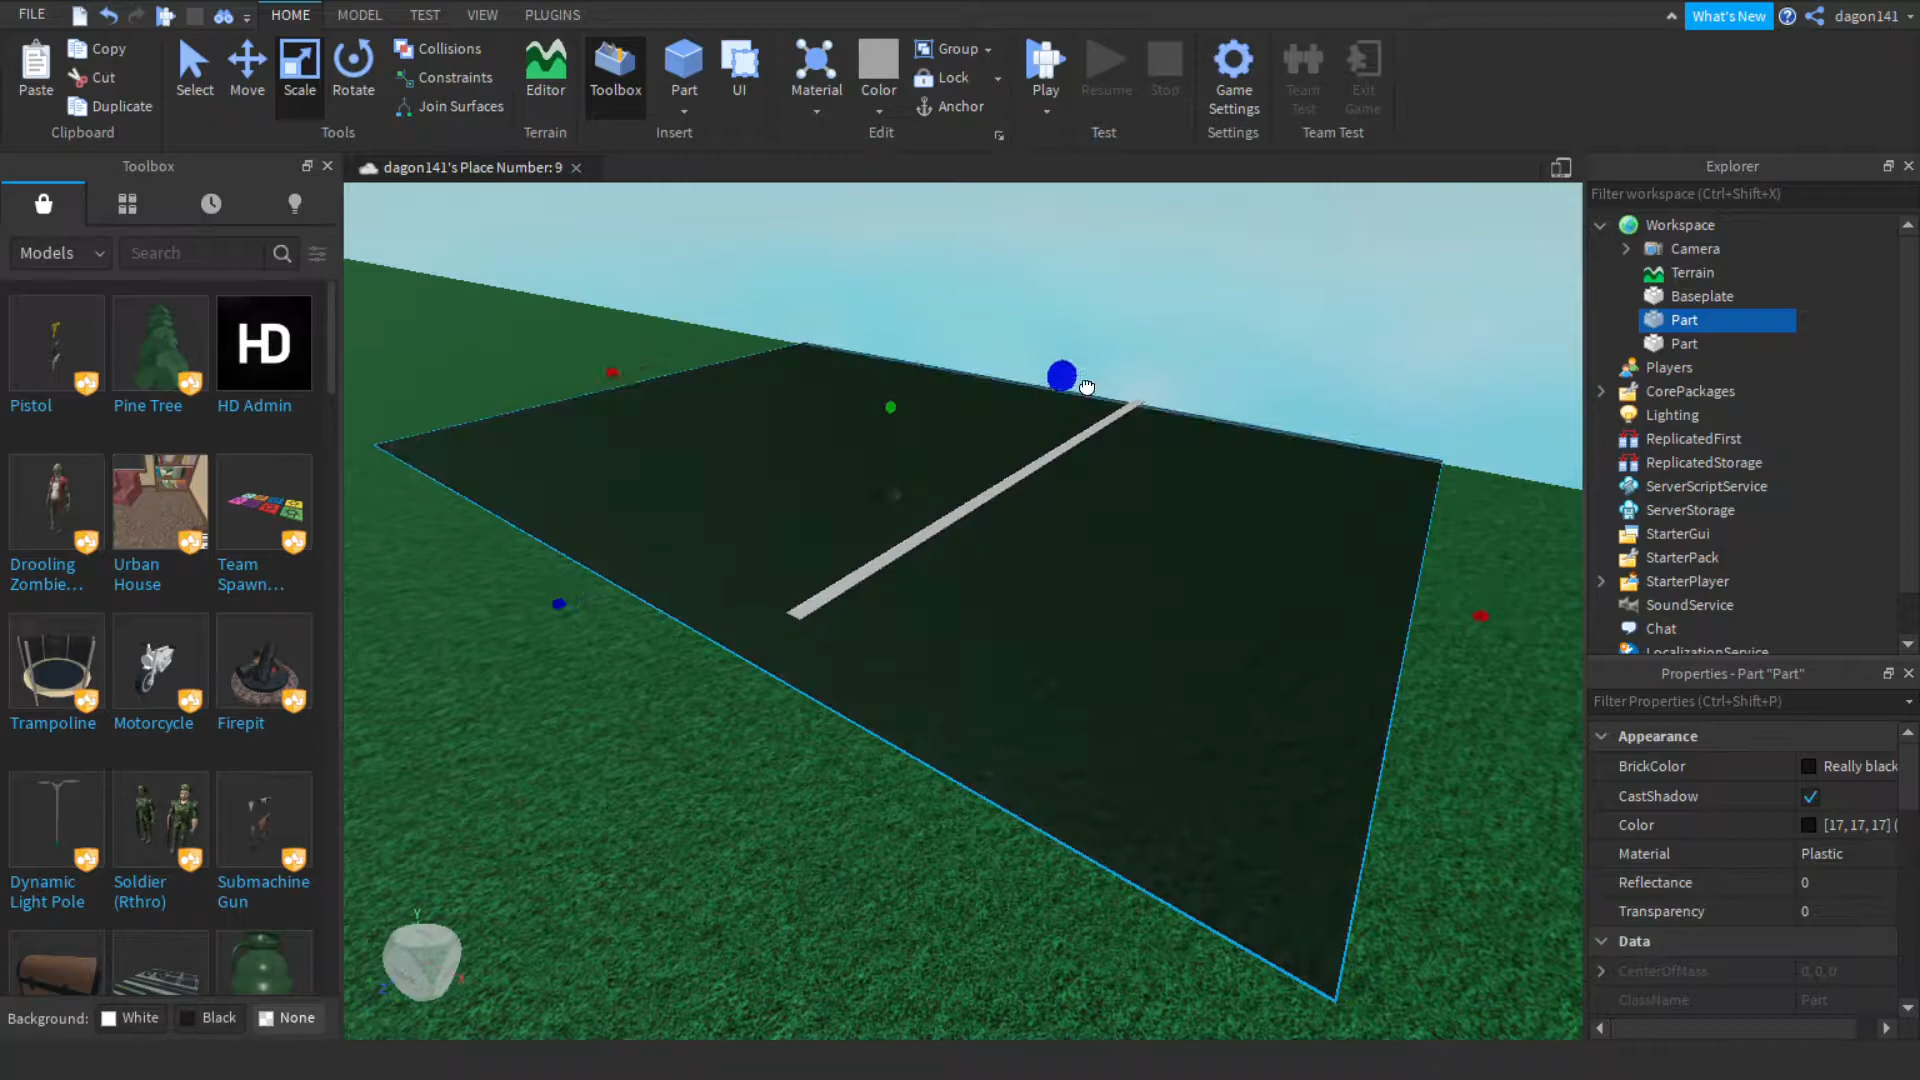 FILE
HOME
MODEL
TEST
VIEW
PLUGINS
What's New
dagon141
Paste
Copy
Cut
Duplicate
Clipboard
Select
Move
Scale
Rotate
Collisions
Constraints
Join Surfaces
Tools
Editor
Terrain
Toolbox
Part
UI
Insert
Material
Color
Group
Lock
Anchor
Edit
Play
Resume
Stop
Test
Game
Settings
Settings
Team
Test
Exit
Game
Team Test
Toolbox
dagon141's Place Number: 9
Models
Search
Pistol
Pine Tree
HD
HD Admin
Drooling
Zombie...
Urban
House
Team
Spawn...
Trampoline
Motorcycle
Firepit
Dynamic
Light Pole
Soldier
(Rthro)
Submachine
Gun
Background:
White
Black
None
Y
X
Z
Explorer
Filter workspace (Ctrl+Shift+X)
Workspace
Camera
Terrain
Baseplate
Part
Part
Players
CorePackages
Lighting
ReplicatedFirst
ReplicatedStorage
ServerScriptService
ServerStorage
StarterGui
StarterPack
StarterPlayer
SoundService
Chat
LocalizationService
Properties - Part "Part"
Filter Properties (Ctrl+Shift+P)
Appearance
BrickColor Really black
CastShadow
Color [17, 17, 17] (
Material Plastic
Reflectance 0
Transparency 0
Data
CenterOfMass 0, 0, 0
ClassName Part